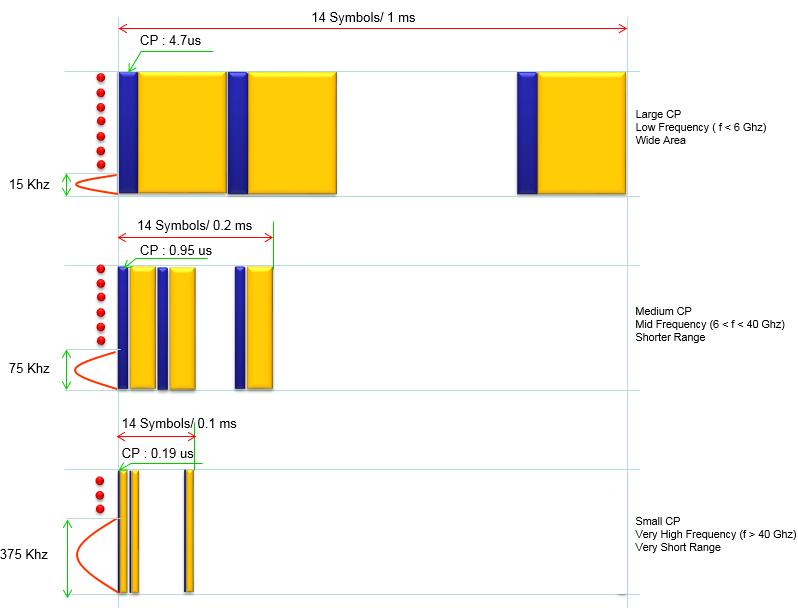 14 Symbols/ 1 ms
CP : 4.7us
Large CP
Low Frequency ( f < 6 Ghz)
Wide Area
15 Khz
14 Symbols/ 0.2 ms
CP : 0.95 us
Medium CP
Mid Frequency (6 < f < 40 Ghz)
Shorter Range
75 Khz
14 Symbols/ 0.1 ms
CP : 0.19 us
Small CP
Very High Frequency (f > 40 Ghz)
Very Short Range
375 Khz